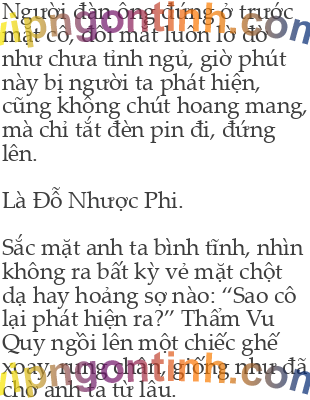 Người đàn ông đứng ở trước
mặt cô, đôi mắt luôn lờ đờ
như chưa tỉnh ngủ, giờ phút
này bị người ta phát hiện,
cũng không chút hoang mang,
mà chỉ tắt đèn pin đi, đứng
lên.
Là Đỗ Nhược Phi.
Sắc mặt anh ta bình tĩnh, nhìn
không ra bất kỳ vẻ mặt chột
dạ hay hoảng sợ nào: “Sao cô
lại phát hiện ra?” Thẩm Vu
Quy ngồi lên một chiếc ghế
xoay, rung chân, giống như đã
chờ anh ta từ lâu.
npngontinh.com
npngontinh.com